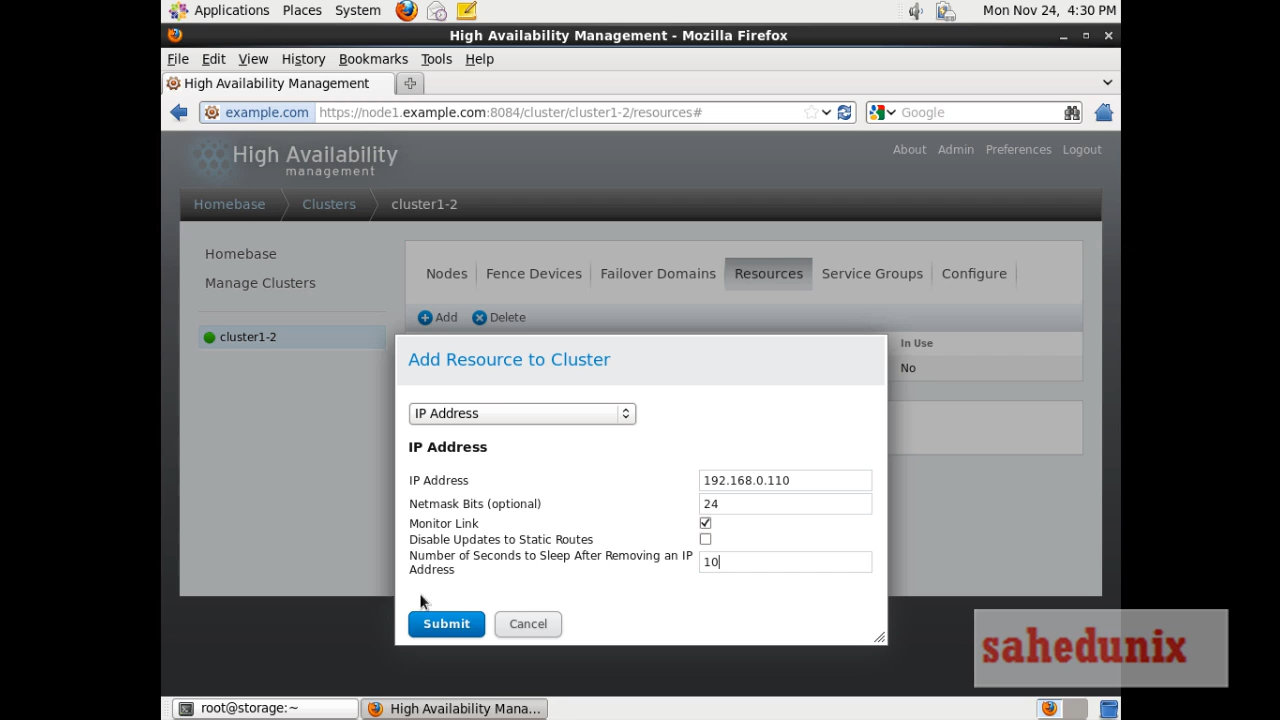 Applications Places System Mon Nov 24, 4:30 PM
High Availability Management - Mozilla Firefox
File Edit View History Bookmarks Tools Help
High Availability Management
example.com https://node1.example.com:8084/cluster/cluster1-2/resources# Google
High Availability
management
About Admin Preferences Logout
Homebase Clusters cluster1-2
Homebase
Manage Clusters
cluster1-2
Nodes Fence Devices Failover Domains Resources Service Groups Configure
Add Delete
In Use
No
Add Resource to Cluster
IP Address
IP Address
IP Address 192.168.0.110
Netmask Bits (optional) 24
Monitor Link
Disable Updates to Static Routes
Number of Seconds to Sleep After Removing an IP
Address 10
Submit Cancel
sahedunix
root@storage:~ High Availability Mana...